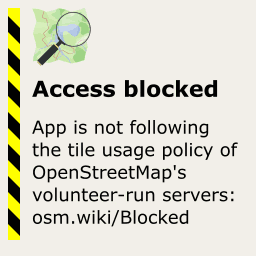 Access blocked
App is not following
the tile usage policy of
OpenStreetMap's
volunteer-run servers:
osm.wiki/Blocked